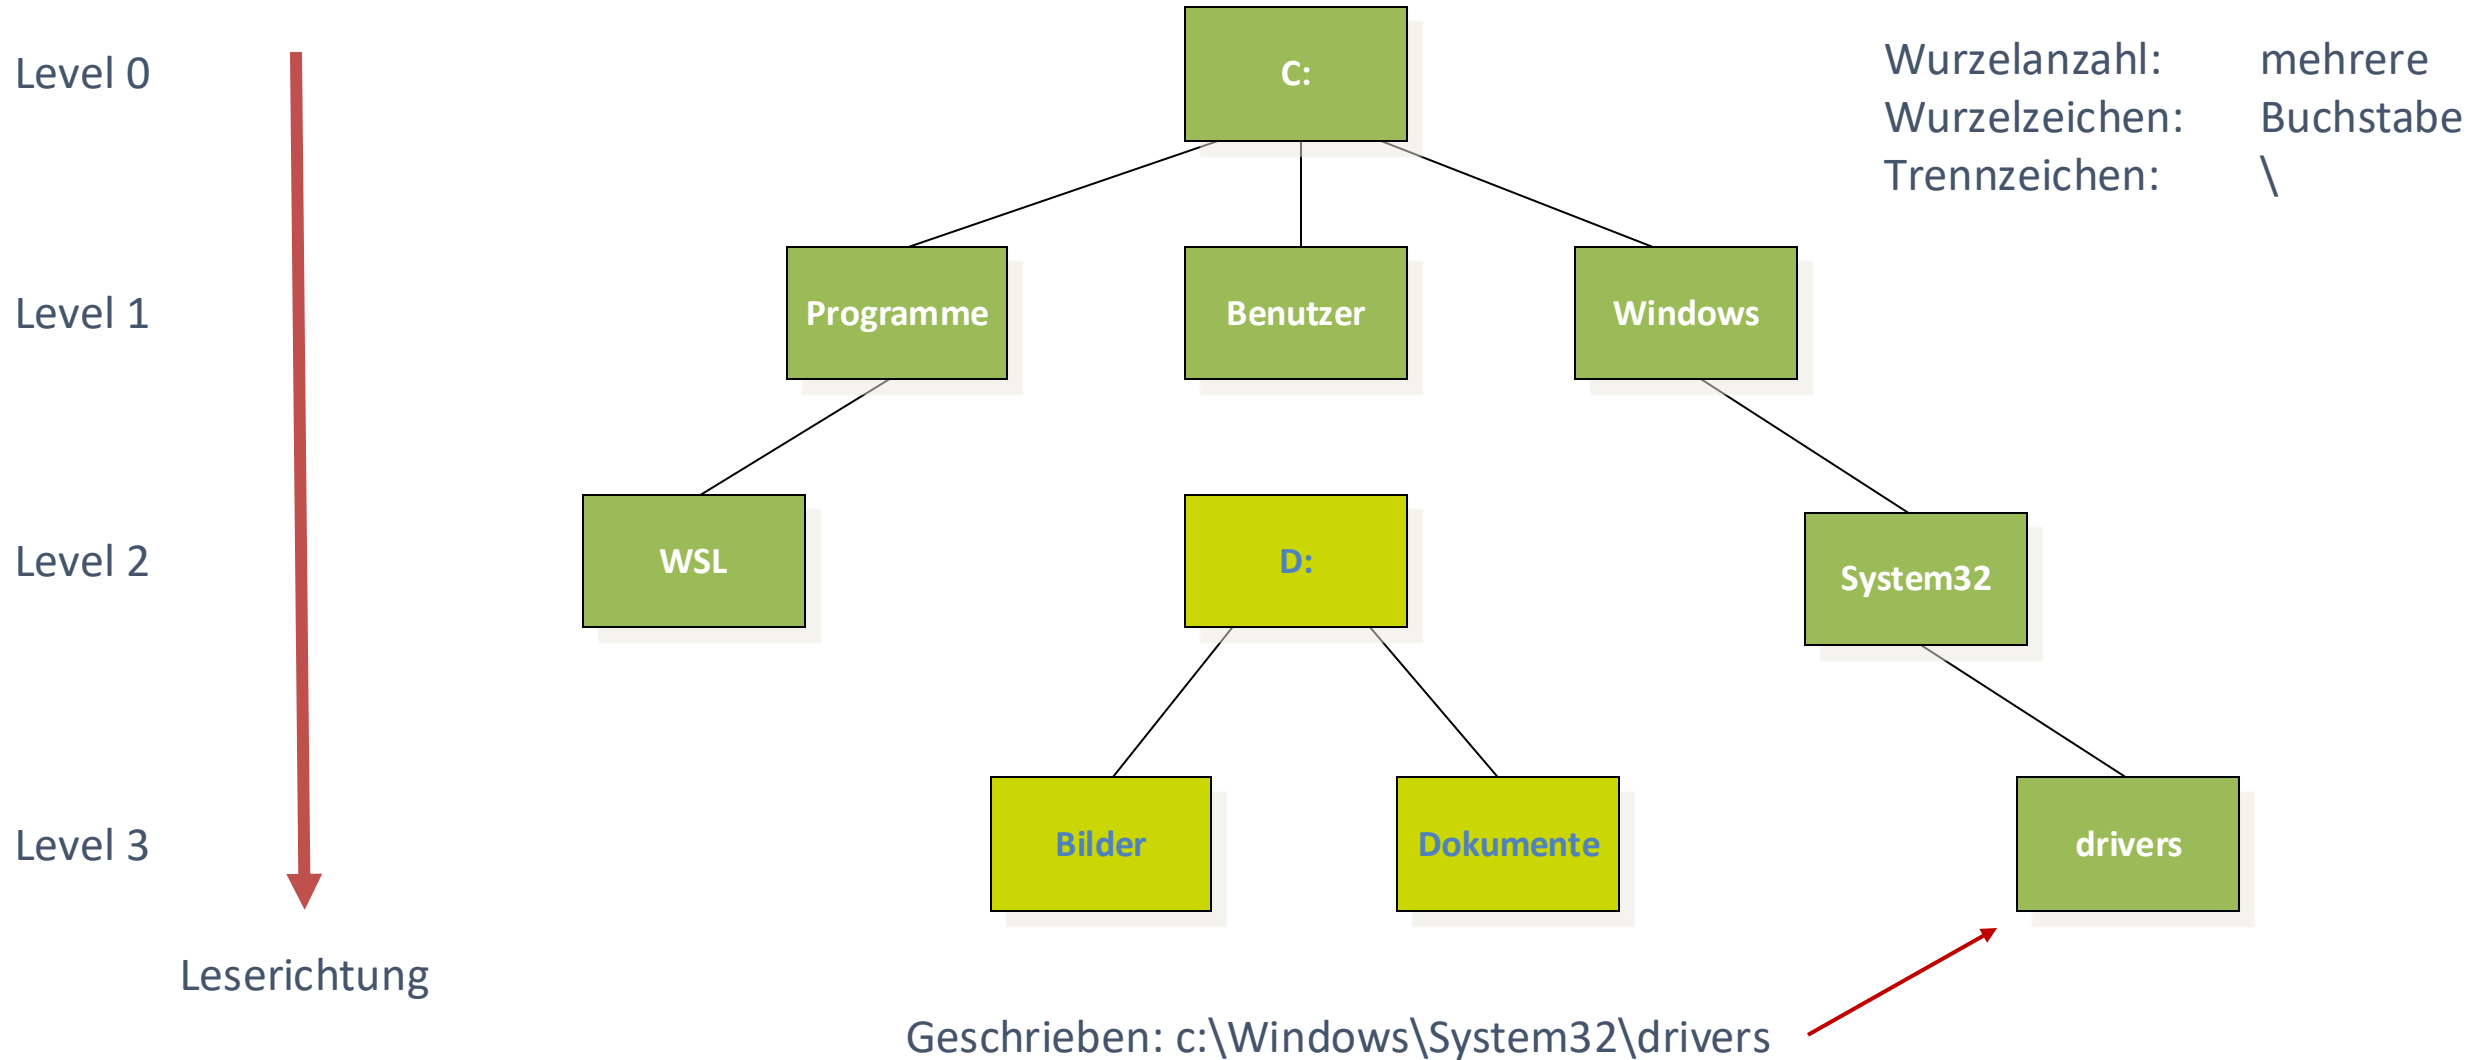 Level 0
C:
Wurzelanzahl: mehrere
Wurzelzeichen: Buchstabe
Trennzeichen: \
Level 1
Programme
Benutzer
Windows
Level 2
WSL
D:
System32
Level 3
Bilder
Dokumente
drivers
Leserichtung
Geschrieben: c:\Windows\System32\drivers